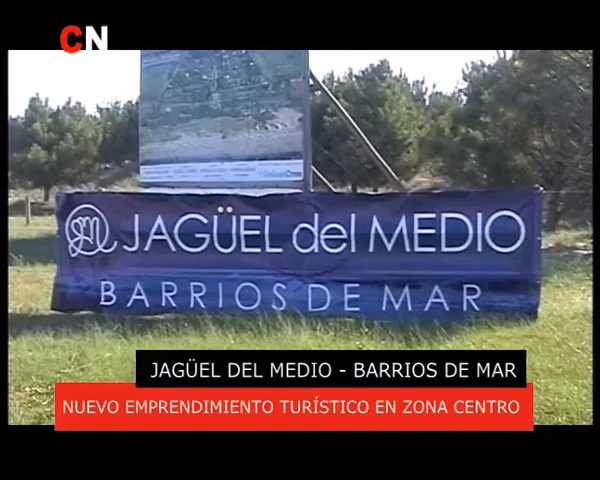 CN
JAGÜEL del MEDIO
BARRIOS DE MAR
JAGÜEL DEL MEDIO - BARRIOS DE MAR
NUEVO EMPRENDIMIENTO TURÍSTICO EN ZONA CENTRO